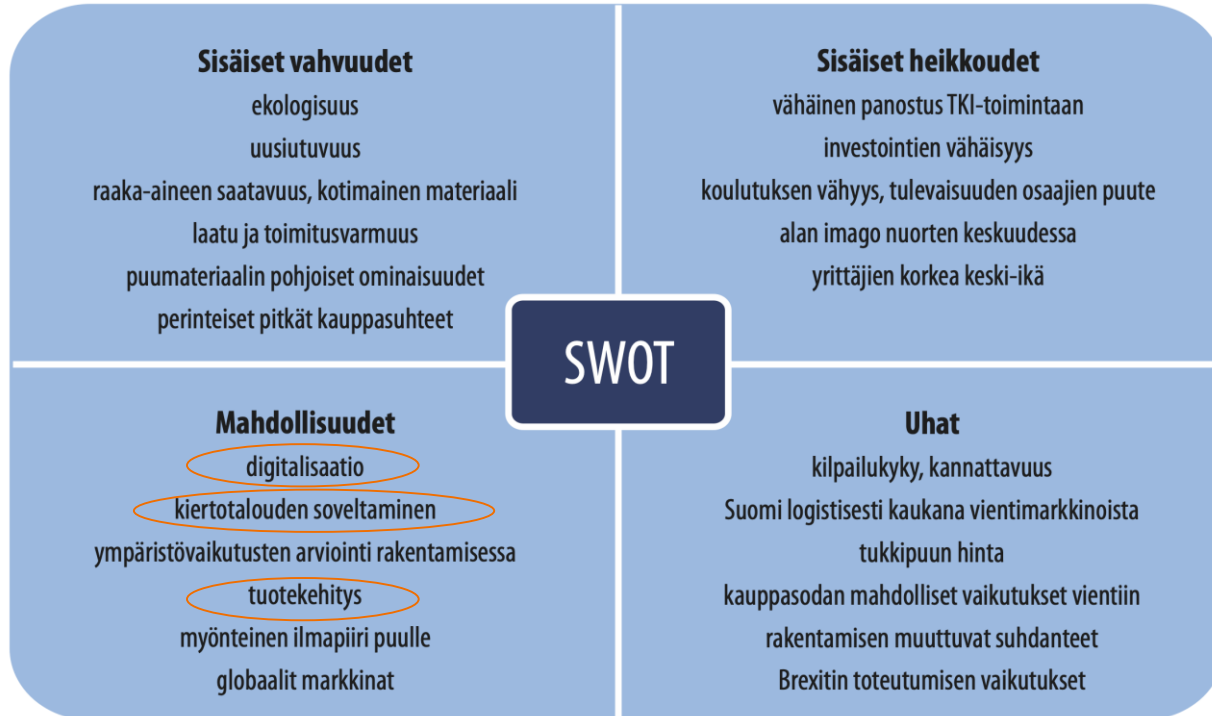 Sisäiset vahvuudet
ekologisuus
uusiutuvuus
raaka-aineen saatavuus, kotimainen materiaali
laatu ja toimitusvarmuus
puumateriaalin pohjoiset ominaisuudet
perinteiset pitkät kauppasuhteet
Sisäiset heikkoudet
vähäinen panostus TKI-toimintaan
investointien vähäisyys
koulutuksen vähyys, tulevaisuuden osaajien puute
alan imago nuorten keskuudessa
yrittäjien korkea keski-ikä
SWOT
Mahdollisuudet
digitalisaatio
kiertotalouden soveltaminen
ympäristövaikutusten arviointi rakentamisessa
tuotekehitys
myönteinen ilmapiiri puulle
globaalit markkinat
Uhat
kilpailukyky, kannattavuus
Suomi logistisesti kaukana vientimarkkinoista
tukkipuun hinta
kauppasodan mahdolliset vaikutukset vientiin
rakentamisen muuttuvat suhdanteet
Brexitin toteutumisen vaikutukset